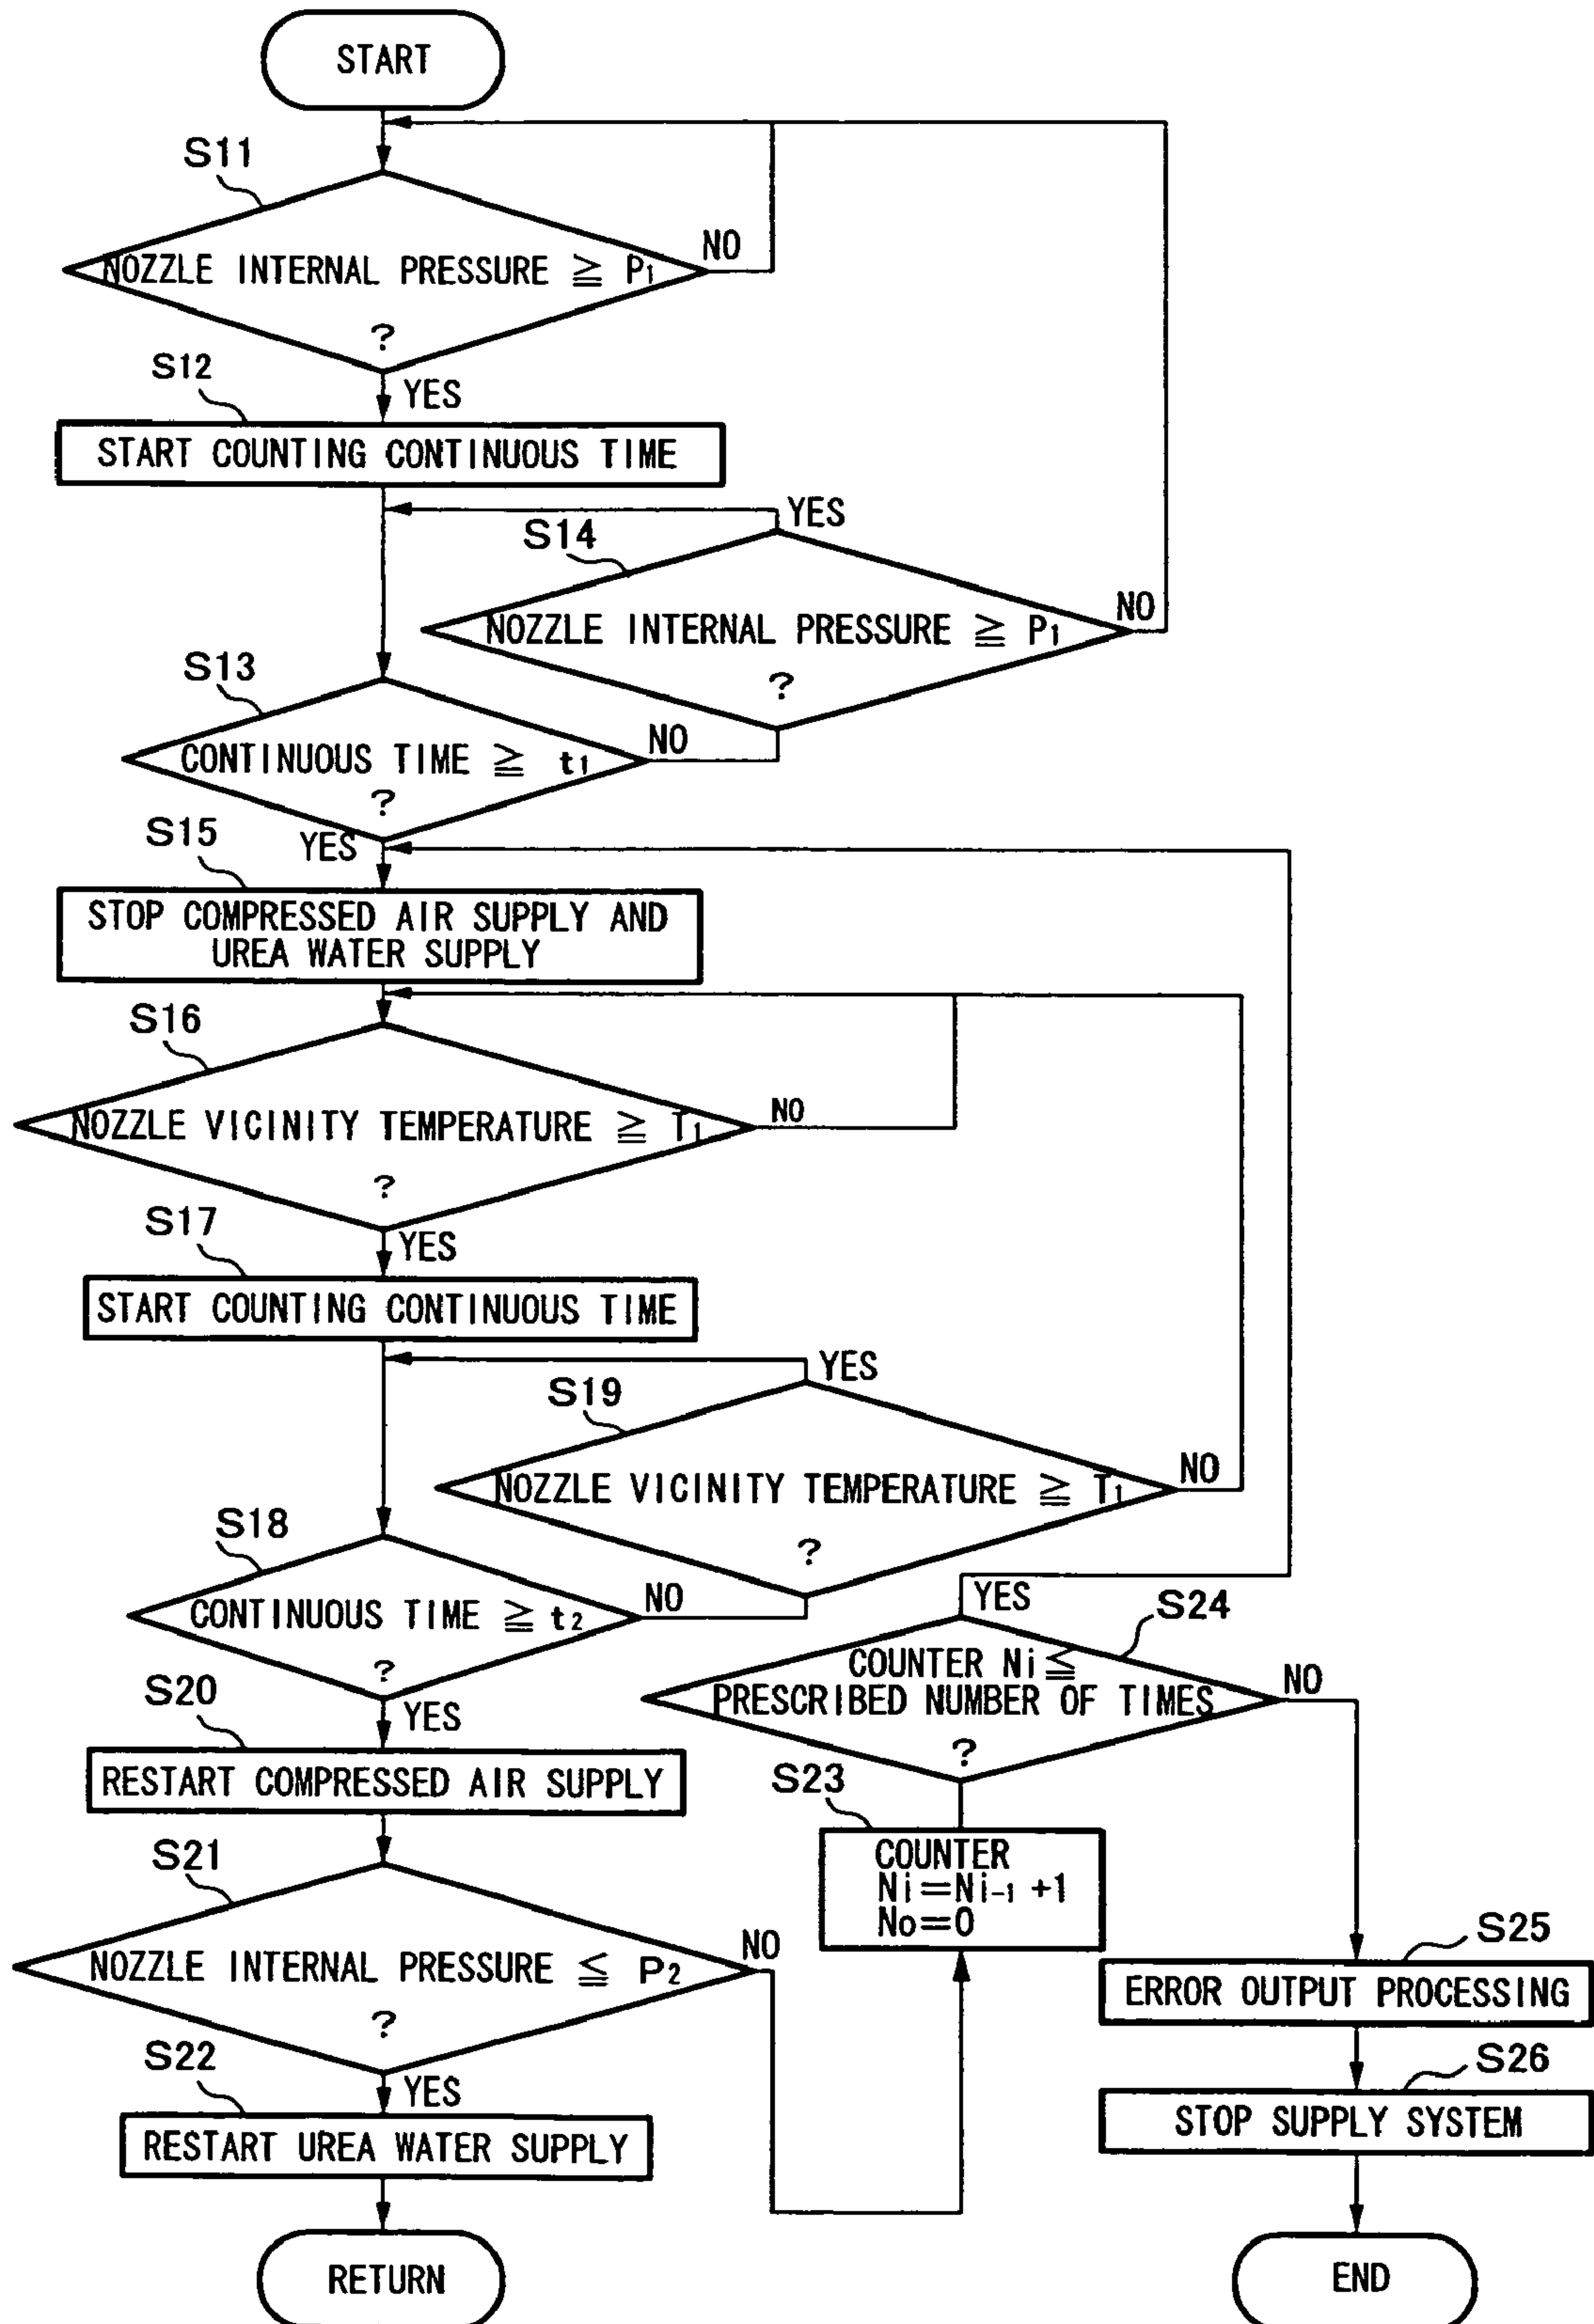 START
S11
NOZZLE INTERNAL PRESSURE ≧ P1
?
NO
YES
S12
START COUNTING CONTINUOUS TIME
S14
YES
NOZZLE INTERNAL PRESSURE ≧ P1
?
NO
S13
CONTINUOUS TIME ≧ t1
?
NO
YES
S15
STOP COMPRESSED AIR SUPPLY AND
UREA WATER SUPPLY
S16
NOZZLE VICINITY TEMPERATURE ≧ T1
?
NO
YES
S17
START COUNTING CONTINUOUS TIME
S19
YES
NOZZLE VICINITY TEMPERATURE ≧ T1
?
NO
S18
CONTINUOUS TIME ≧ t2
?
NO
YES
S24
YES
COUNTER Ni≦
PRESCRIBED NUMBER OF TIMES
?
NO
S20
RESTART COMPRESSED AIR SUPPLY
S23
COUNTER
Ni=Ni-1 +1
No=0
S21
NOZZLE INTERNAL PRESSURE ≦ P2
?
NO
YES
S25
ERROR OUTPUT PROCESSING
S22
RESTART UREA WATER SUPPLY
S26
STOP SUPPLY SYSTEM
RETURN
END